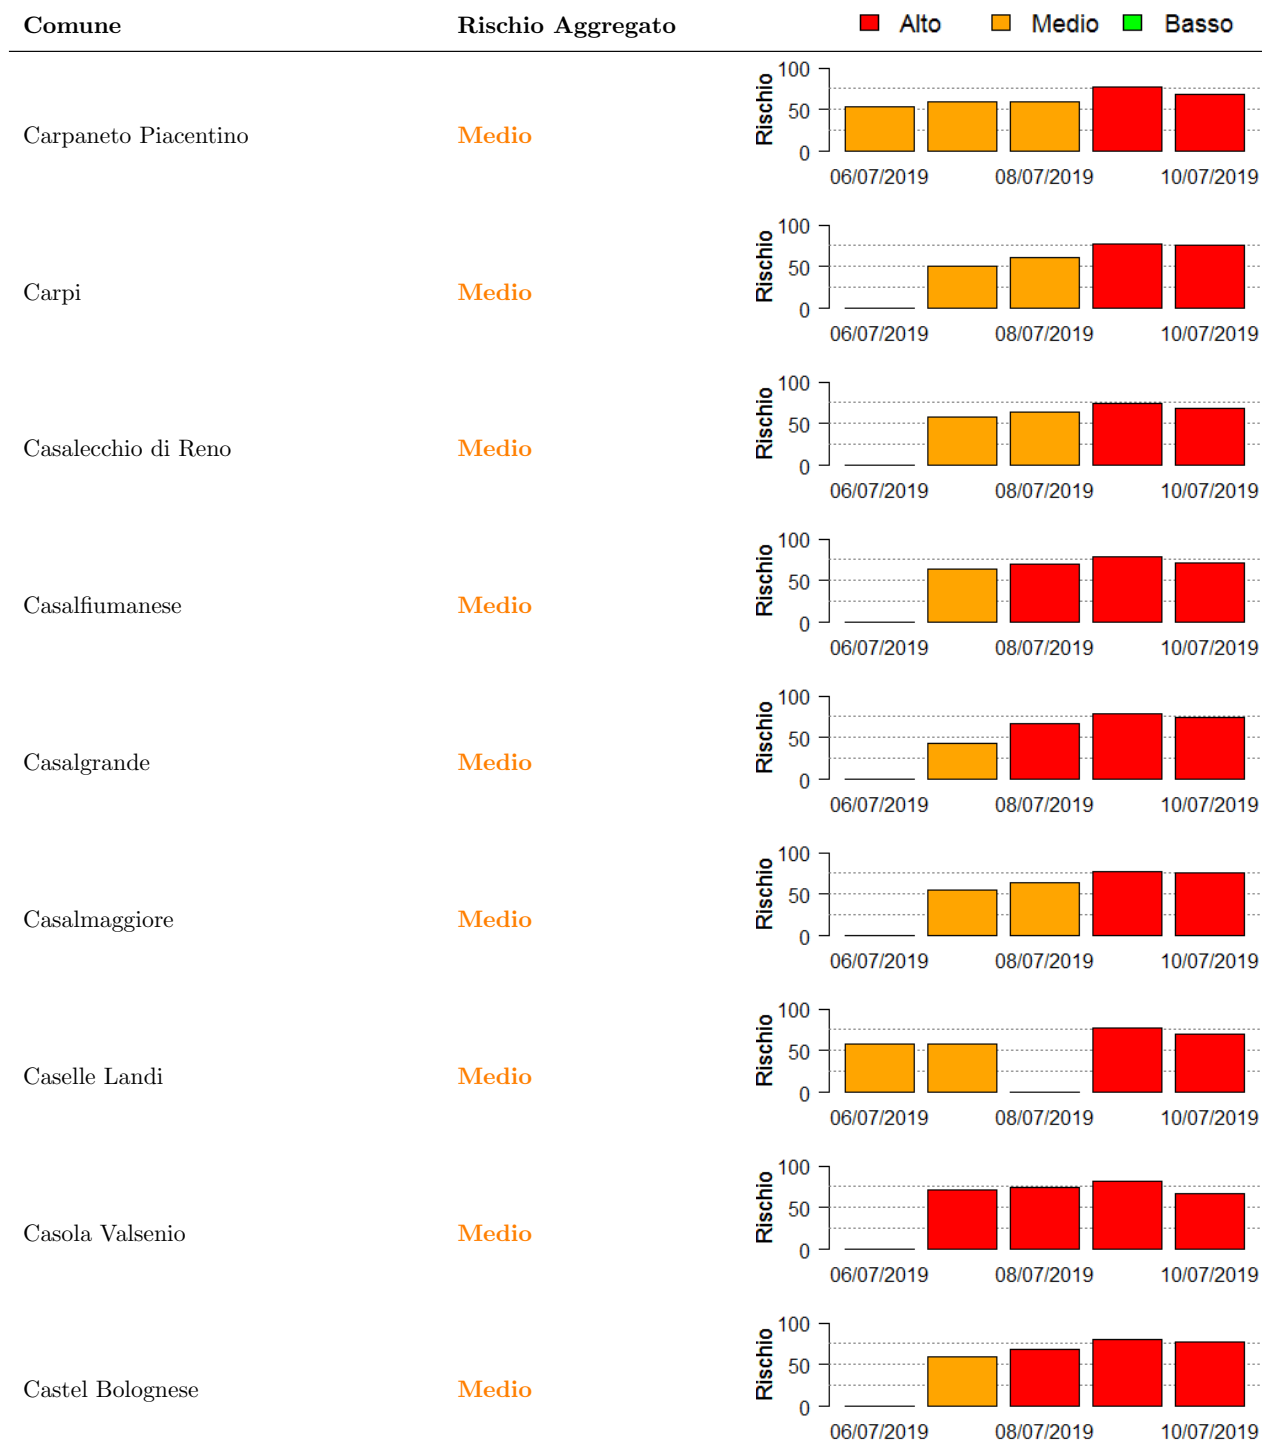 Comune Rischio Aggregato Alto Medio Basso
Carpaneto Piacentino Medio
Rischio
100
50
0
06/07/2019 08/07/2019 10/07/2019
Carpi Medio
Rischio
100
50
0
06/07/2019 08/07/2019 10/07/2019
Casalecchio di Reno Medio
Rischio
100
50
0
06/07/2019 08/07/2019 10/07/2019
Casalfiumanese Medio
Rischio
100
50
0
06/07/2019 08/07/2019 10/07/2019
Casalgrande Medio
Rischio
100
50
0
06/07/2019 08/07/2019 10/07/2019
Casalmaggiore Medio
Rischio
100
50
0
06/07/2019 08/07/2019 10/07/2019
Caselle Landi Medio
Rischio
100
50
0
06/07/2019 08/07/2019 10/07/2019
Casola Valsenio Medio
Rischio
100
50
0
06/07/2019 08/07/2019 10/07/2019
Castel Bolognese Medio
Rischio
100
50
0
06/07/2019 08/07/2019 10/07/2019